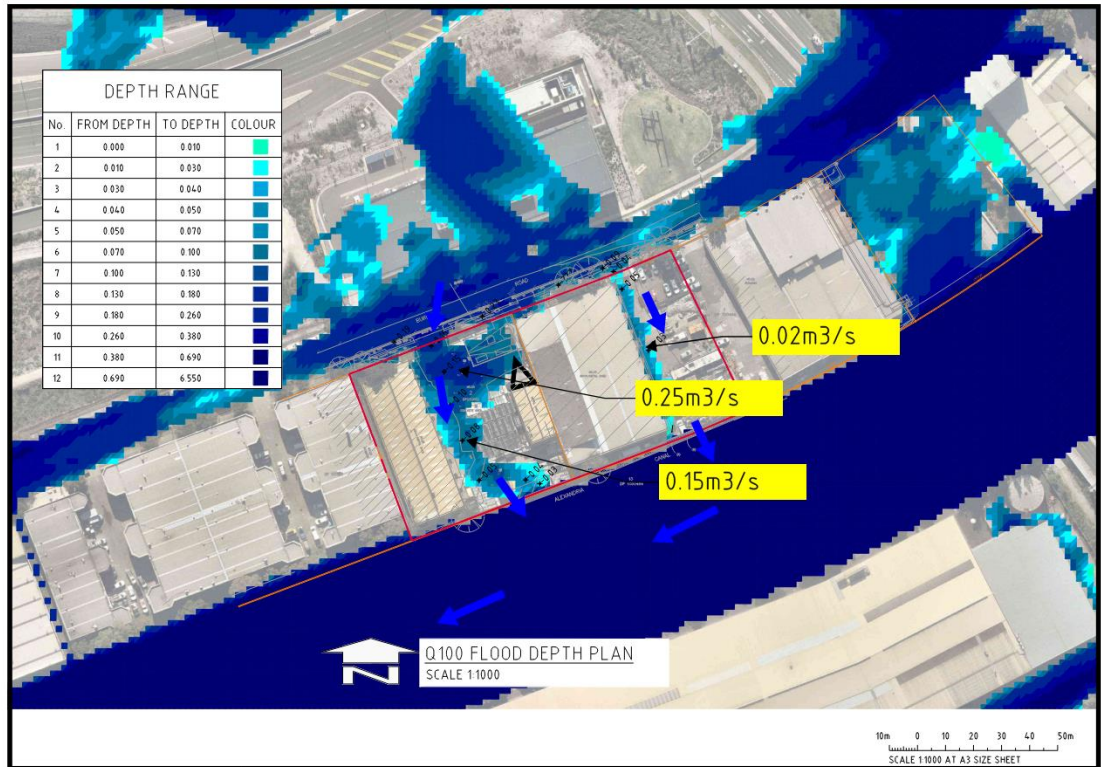 DEPTH RANGE
No. FROM DEPTH TO DEPTH COLOUR
1 0.000 0.010
2 0.010 0.030
3 0.030 0.040
4 0.040 0.050
5 0.050 0.070
6 0.070 0.100
7 0.100 0.130
8 0.130 0.180
9 0.180 0.260
10 0.260 0.380
11 0.380 0.690
12 0.690 6.550
ROAD
0.02m3/s
0.25m3/s
0.15m3/s
ALEXANDRIA
CANAL
N
Q100 FLOOD DEPTH PLAN
SCALE 1:1000
10m 0 10 20 30 40 50m
SCALE 1:1000 AT A3 SIZE SHEET